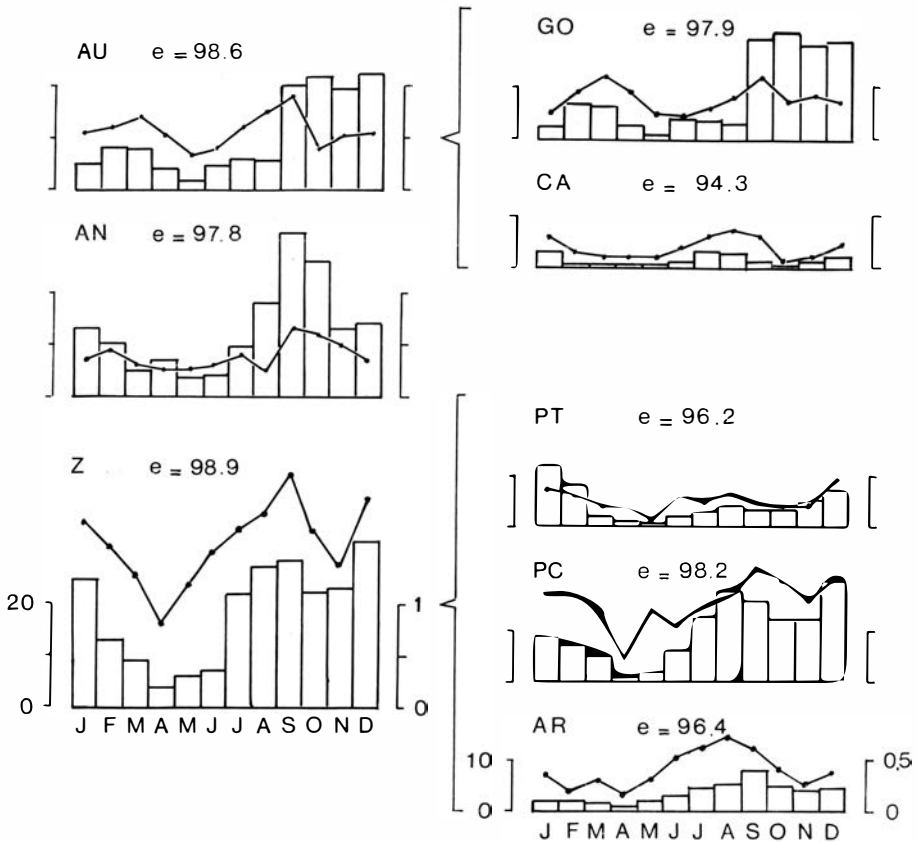 AU e = 98.6
GO e = 97.9
CA e = 94.3
AN e = 97.8
PT e = 96.2
Z e = 98.9
PC e = 98.2
20
1
0
0
J F M A M J J A S O N D
AR e = 96.4
10
0,5
0
0
J F M A M J J A S O N D